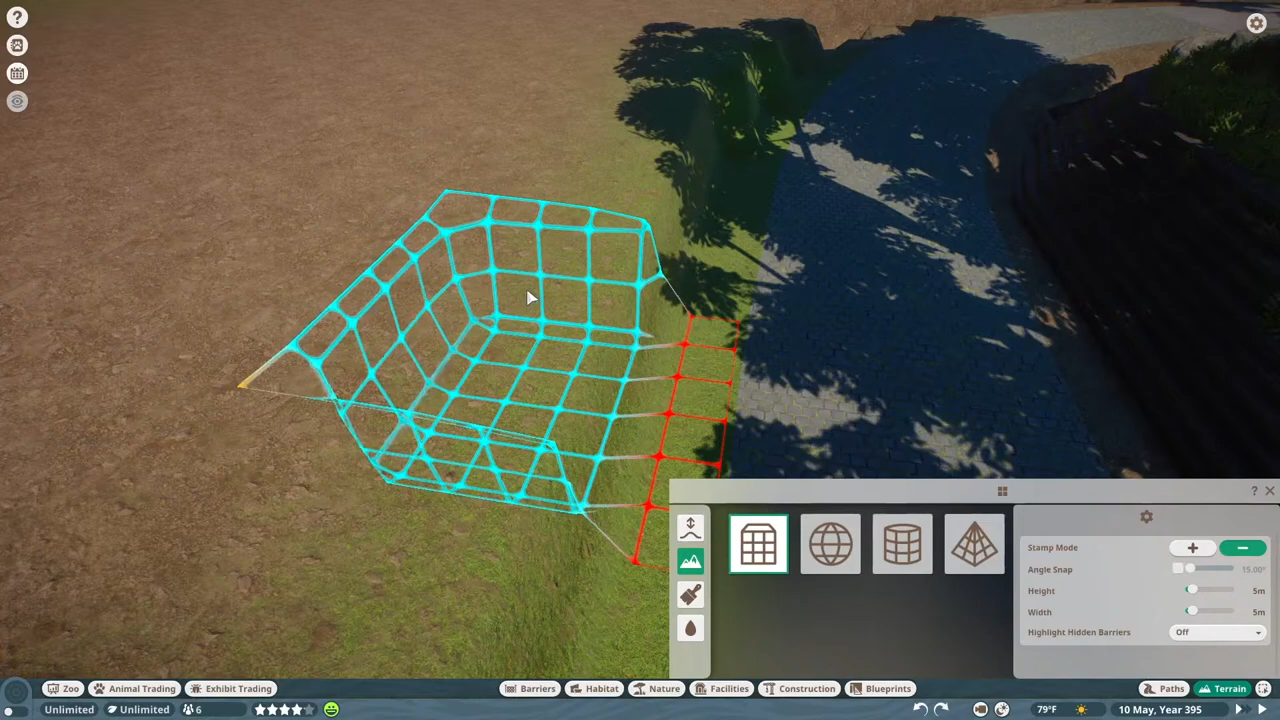 ?
? ×
Stamp Mode + −
Angle Snap 15.00°
Height 5m
Width 5m
Highlight Hidden Barriers Off
Zoo Animal Trading Exhibit Trading Barriers Habitat Nature Facilities Construction Blueprints Paths Terrain
Unlimited Unlimited 6 79°F 10 May, Year 395